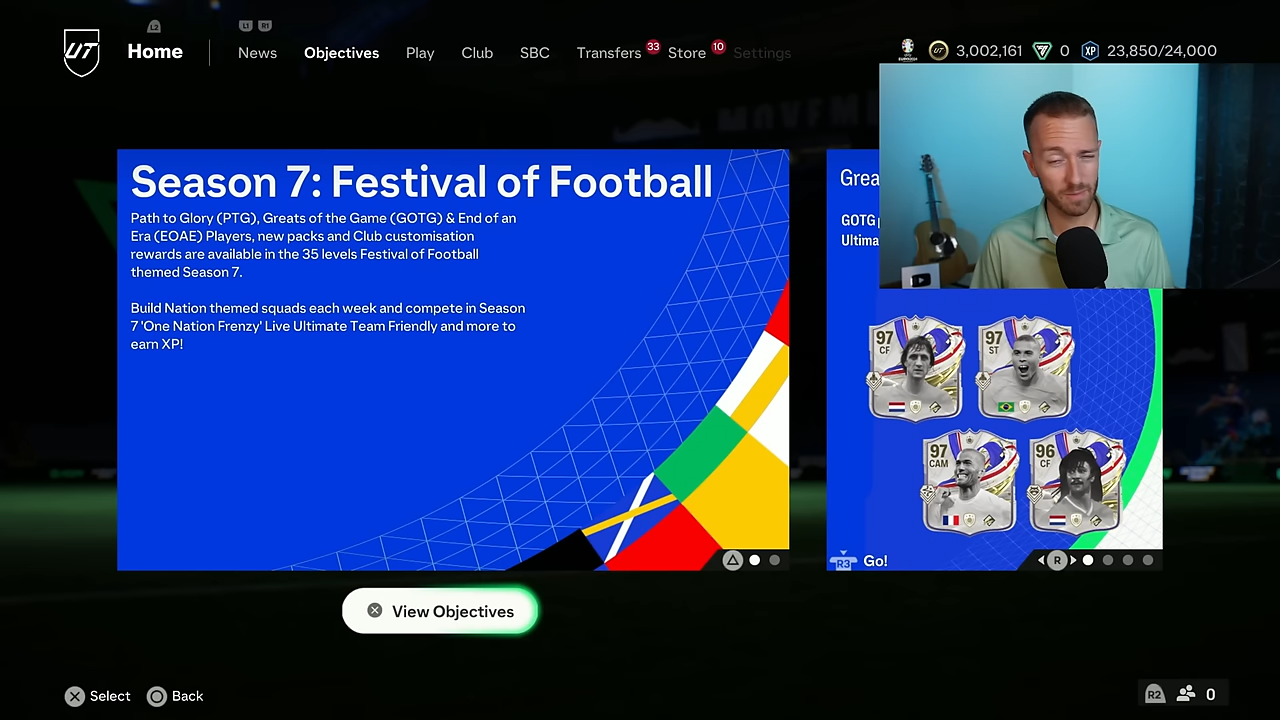 L2
L1 R1
UT Home News Objectives Play Club SBC Transfers 33 Store 10 Settings
UT 3,002,161 0 XP 23,850/24,000
MOVEM
Season 7: Festival of Football
Path to Glory (PTG), Greats of the Game (GOTG) & End of an
Era (EOAE) Players, new packs and Club customisation
rewards are available in the 35 levels Festival of Football
themed Season 7.
Build Nation themed squads each week and compete in Season
7 'One Nation Frenzy' Live Ultimate Team Friendly and more to
earn XP!
Grea
GOTG
Ultima
97
CF
97
ST
97
CAM
96
CF
R3 Go!
R
View Objectives
Select Back
R2 0